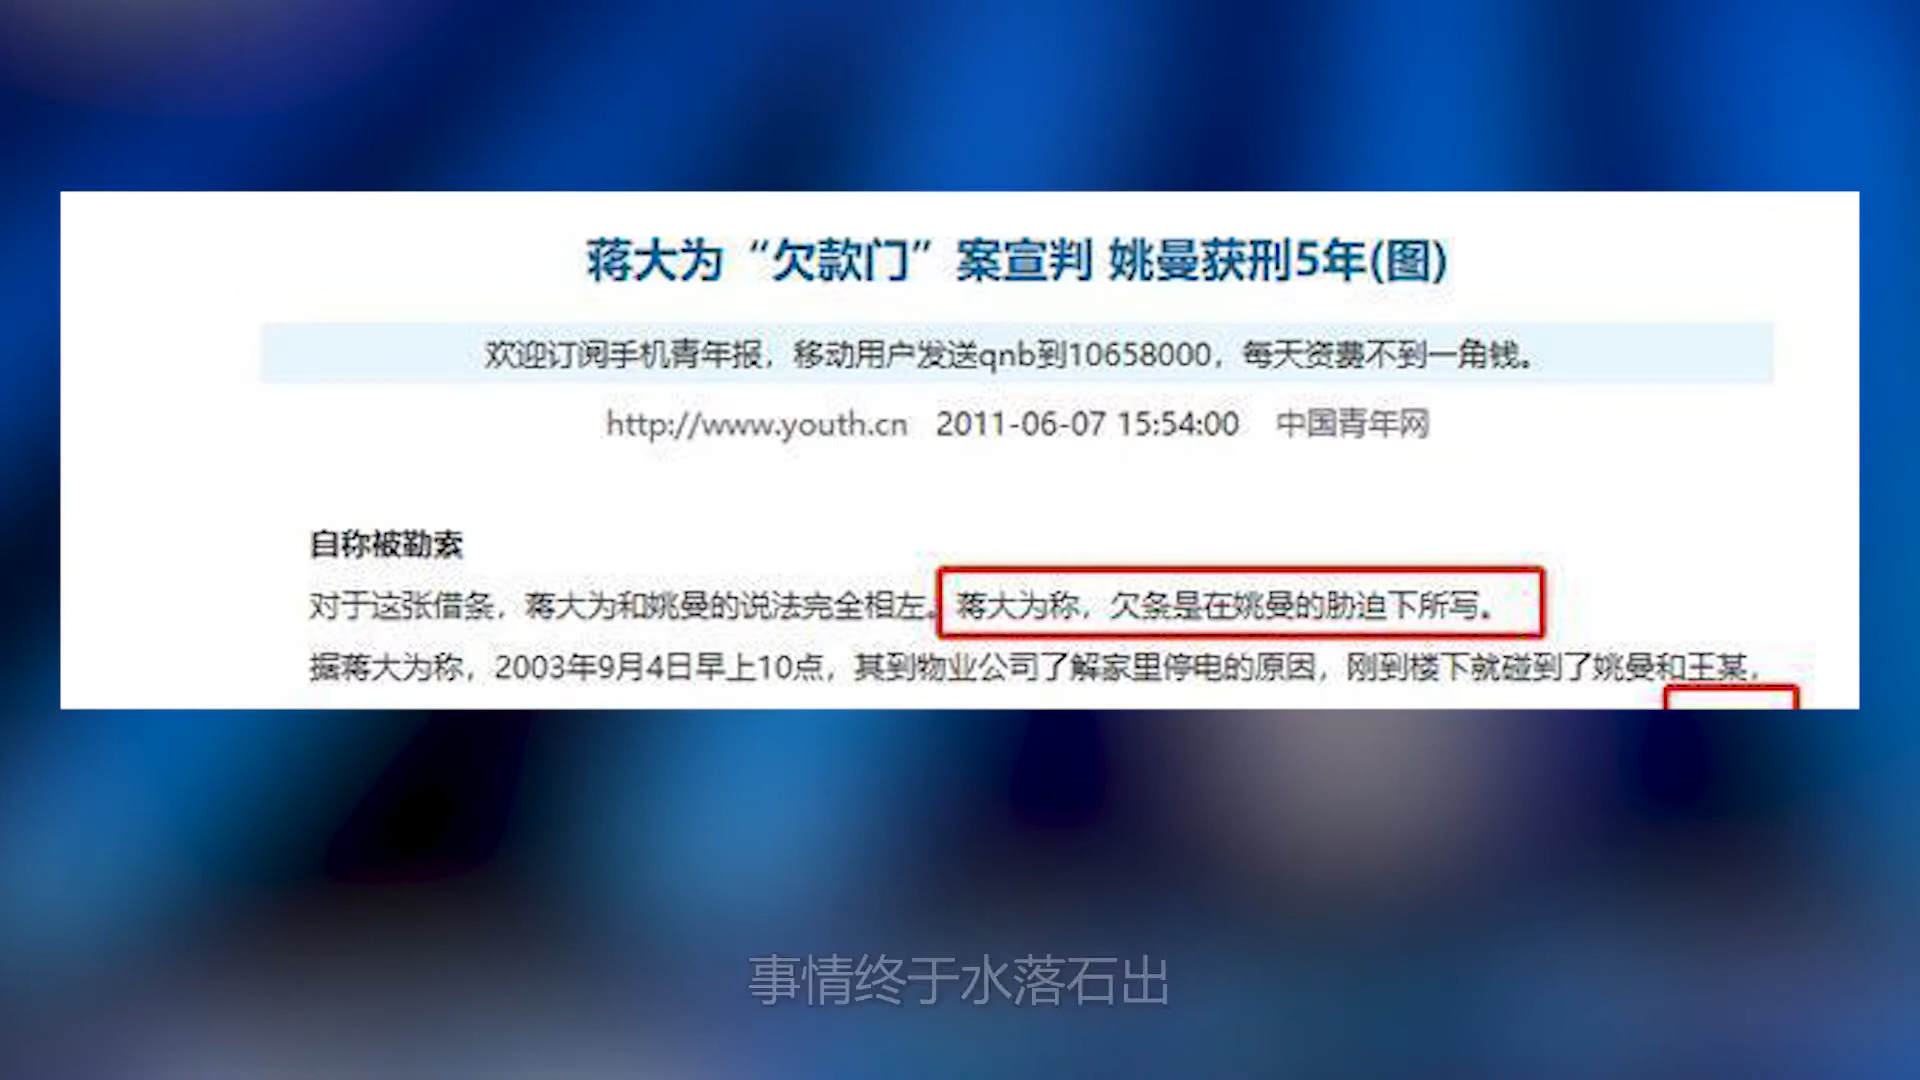 蒋大为“欠款门”案宣判 姚曼获刑5年(图)
欢迎订阅手机青年报，移动用户发送qnb到10658000，每天资费不到一角钱。
http://www.youth.cn 2011-06-07 15:54:00 中国青年网
自称被勒索
对于这张借条，蒋大为和姚曼的说法完全相左。蒋大为称，欠条是在姚曼的胁迫下所写。
据蒋大为称，2003年9月4日早上10点，其到物业公司了解家里停电的原因，刚到楼下就碰到了姚曼和王某，
事情终于水落石出